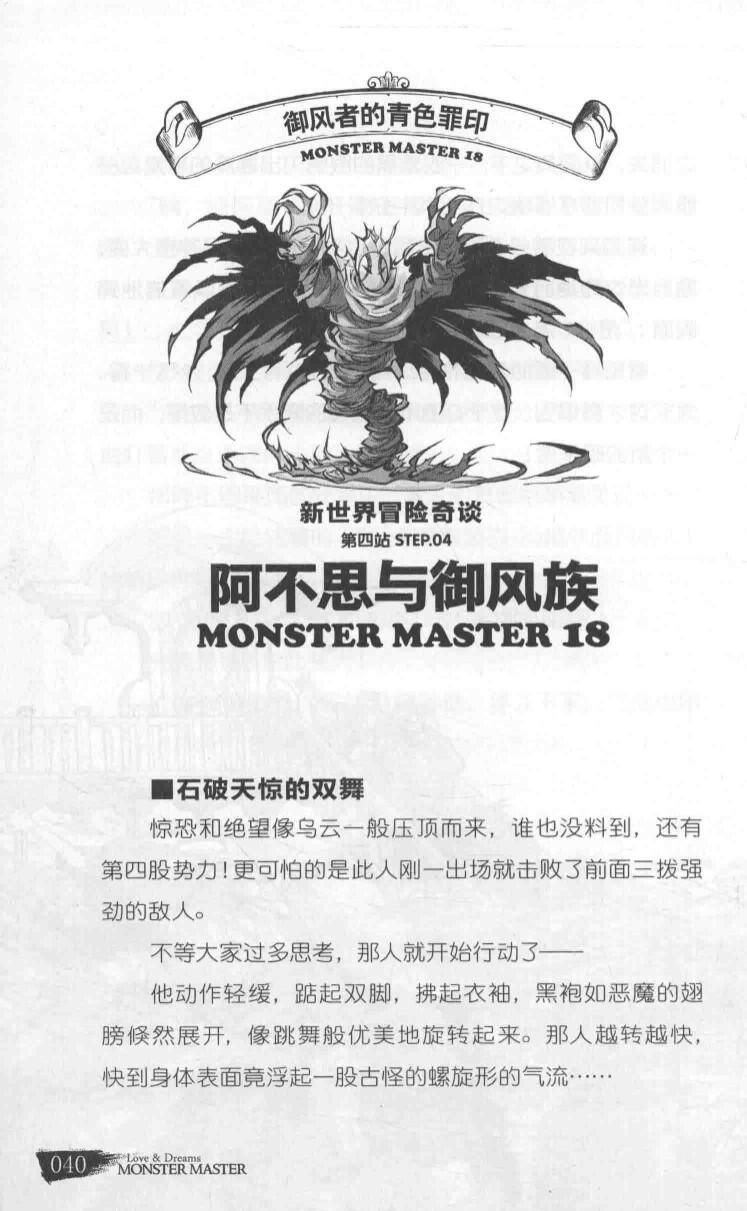 御风者的青色罪印
MONSTER MASTER 18
新世界冒险奇谈
第四站 STEP.04
阿不思与御风族
MONSTER MASTER 18
■石破天惊的双舞
惊恐和绝望像乌云一般压顶而来，谁也没料到，还有
第四股势力！更可怕的是此人刚一出场就击败了前面三拨强
劲的敌人。
不等大家过多思考，那人就开始行动了——
他动作轻缓，踮起双脚，拂起衣袖，黑袍如恶魔的翅
膀倏然展开，像跳舞般优美地旋转起来。那人越转越快，
快到身体表面竟浮起一股古怪的螺旋形的气流……
040
Love & Dreams
MONSTER MASTER